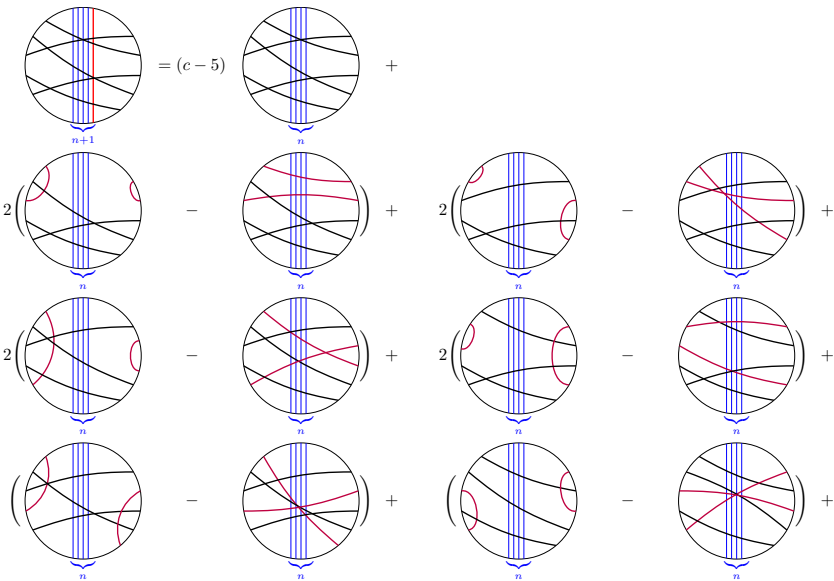 = (c − 5) +
n+1 n
2( − ) + 2( − ) +
n n n n
2( − ) + 2( − ) +
n n n n
( − ) + ( − ) +
n n n n